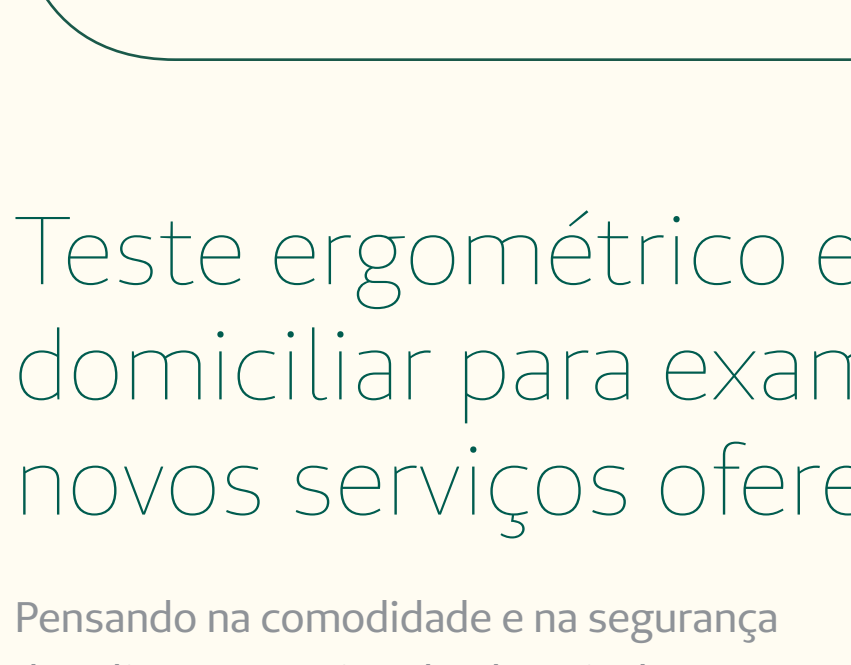 Teste ergométrico e
domiciliar para exam
novos serviços ofere
Pensando na comodidade e na segurança